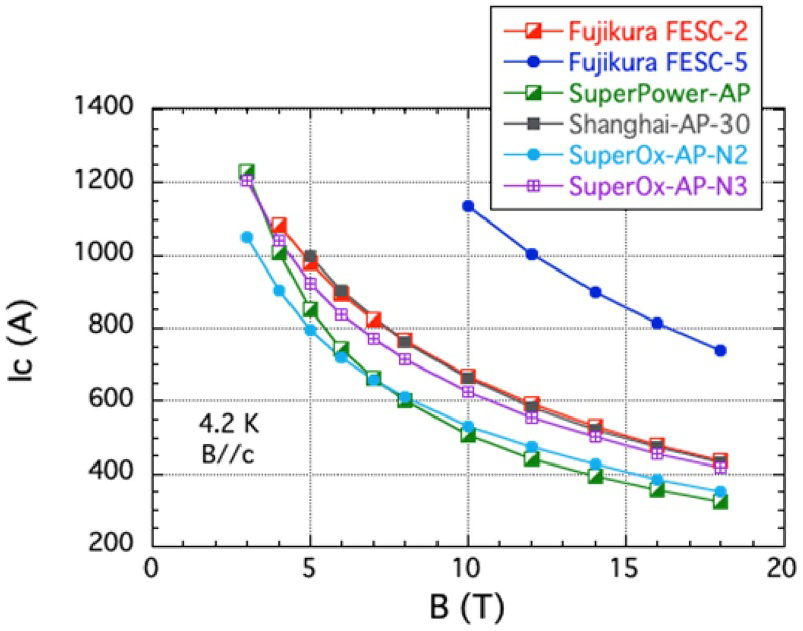 Fujikura FESC-2
Fujikura FESC-5
SuperPower-AP
Shanghai-AP-30
SuperOx-AP-N2
SuperOx-AP-N3
1400
1200
1000
800
600
400
200
Ic (A)
4.2 K
B//c
0 5 10 15 20
B (T)